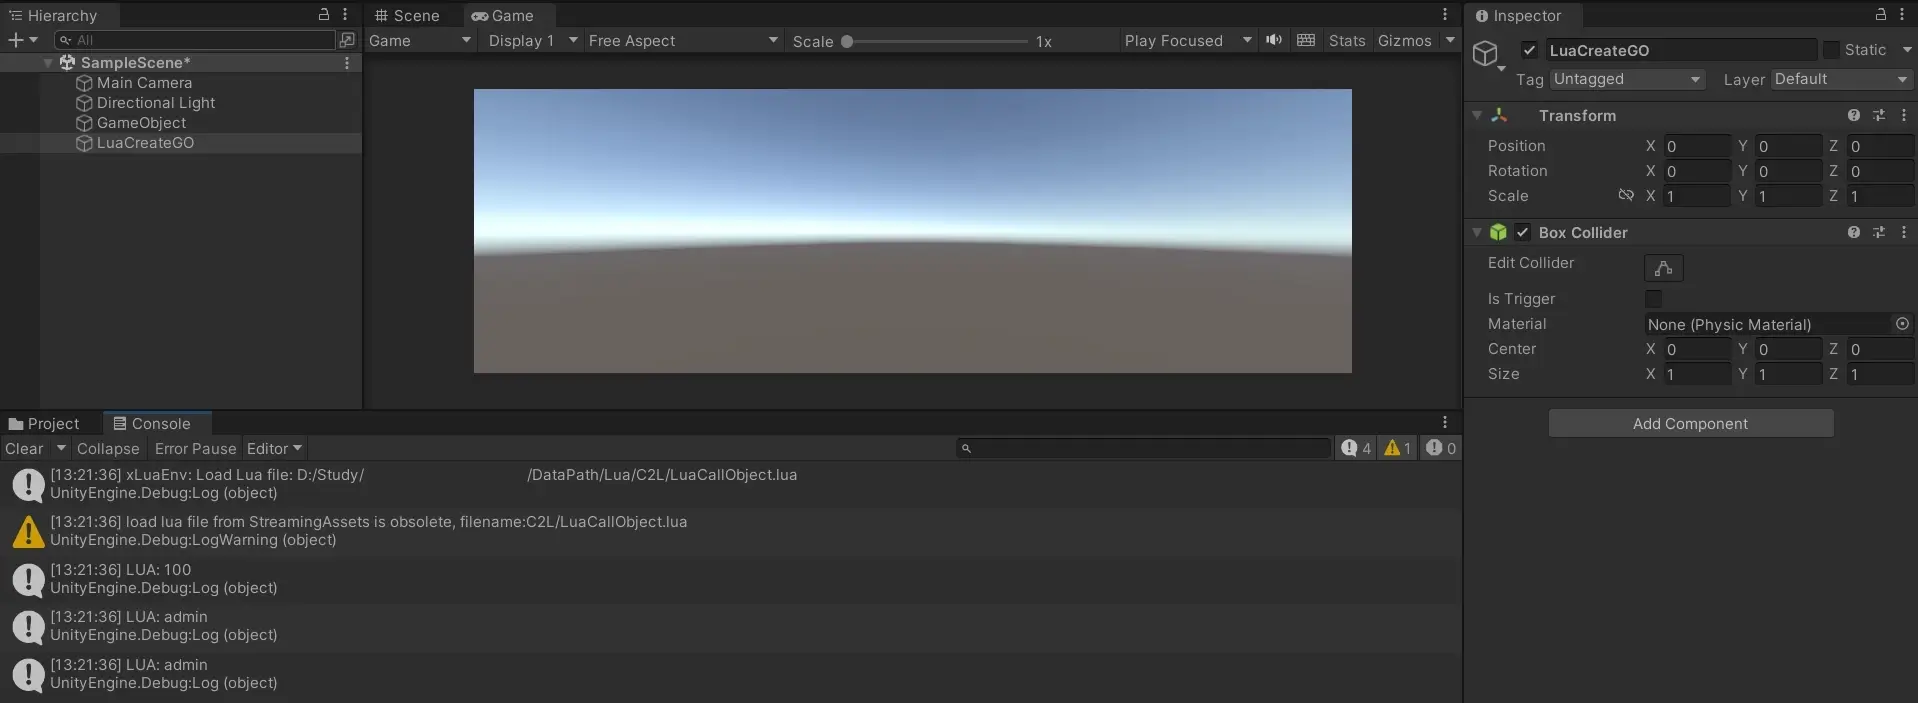 Hierarchy
All
SampleScene*
Main Camera
Directional Light
GameObject
LuaCreateGO
Scene Game
Game Display 1 Free Aspect Scale 1x Play Focused Stats Gizmos
Inspector
LuaCreateGO Static
Tag Untagged Layer Default
Transform
Position X 0 Y 0 Z 0
Rotation X 0 Y 0 Z 0
Scale X 1 Y 1 Z 1
Box Collider
Edit Collider
Is Trigger
Material None (Physic Material)
Center X 0 Y 0 Z 0
Size X 1 Y 1 Z 1
Add Component
Project Console
Clear Collapse Error Pause Editor 4 1 0
[13:21:36] xLuaEnv: Load Lua file: D:/Study/ /DataPath/Lua/C2L/LuaCallObject.lua
UnityEngine.Debug:Log (object)
[13:21:36] load lua file from StreamingAssets is obsolete, filename:C2L/LuaCallObject.lua
UnityEngine.Debug:LogWarning (object)
[13:21:36] LUA: 100
UnityEngine.Debug:Log (object)
[13:21:36] LUA: admin
UnityEngine.Debug:Log (object)
[13:21:36] LUA: admin
UnityEngine.Debug:Log (object)